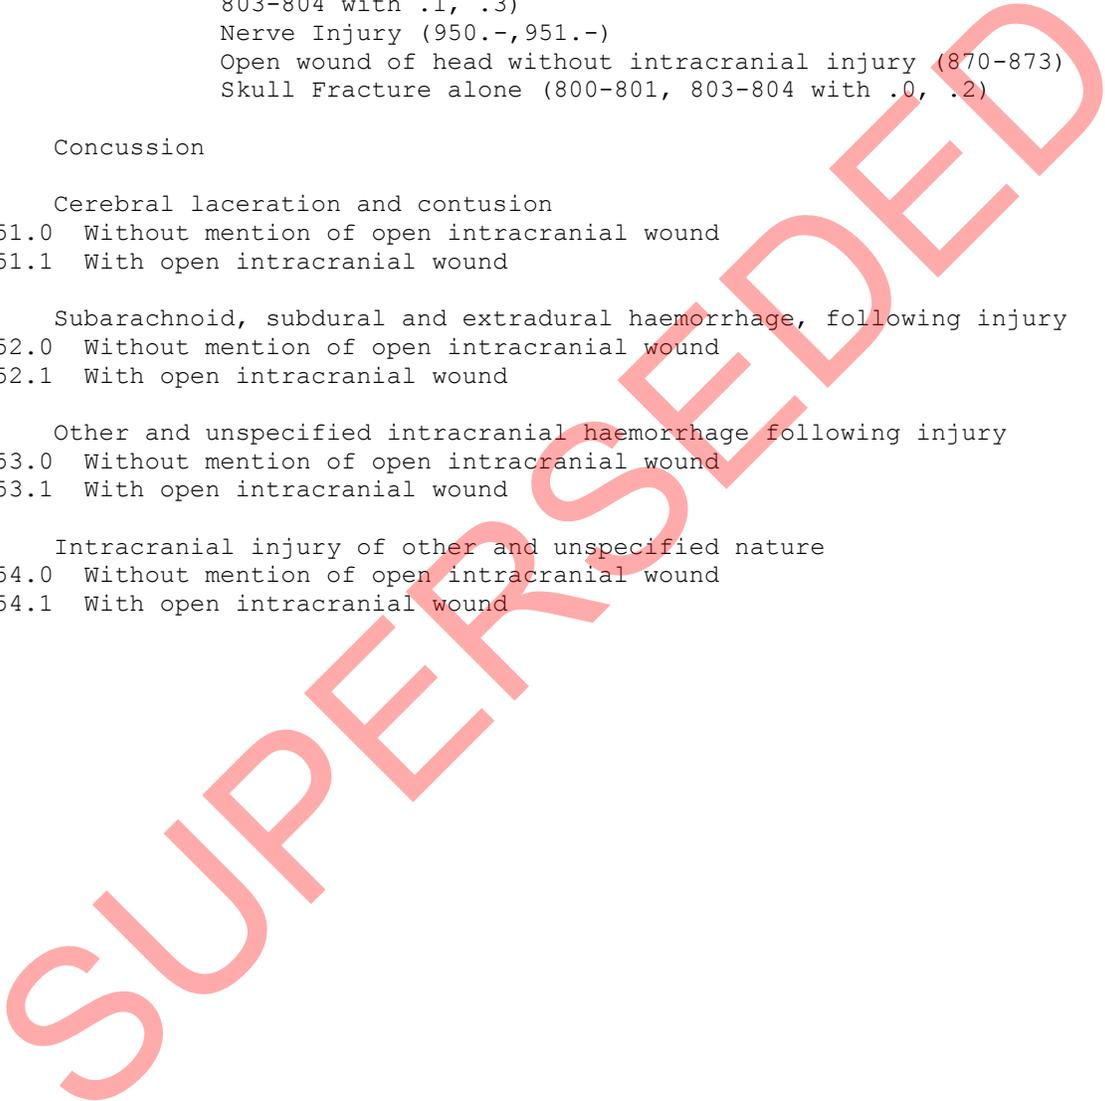 803-804 with .1, .3)
Nerve Injury (950.-,951.-)
Open wound of head without intracranial injury (870-873)
Skull Fracture alone (800-801, 803-804 with .0, .2)
Concussion
Cerebral laceration and contusion
51.0 Without mention of open intracranial wound
51.1 With open intracranial wound
Subarachnoid, subdural and extradural haemorrhage, following injury
52.0 Without mention of open intracranial wound
52.1 With open intracranial wound
Other and unspecified intracranial haemorrhage following injury
53.0 Without mention of open intracranial wound
53.1 With open intracranial wound
Intracranial injury of other and unspecified nature
54.0 Without mention of open intracranial wound
54.1 With open intracranial wound
SUPERSEDED